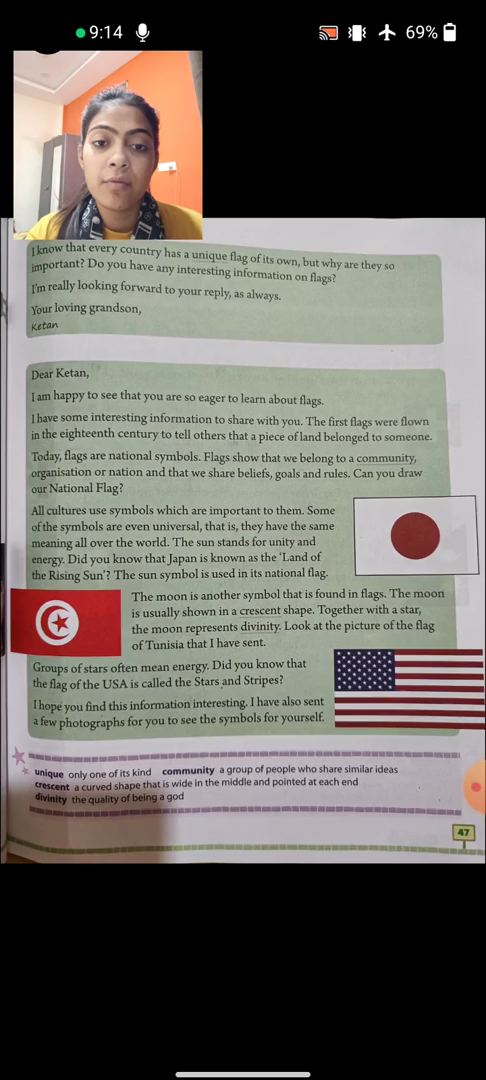 9:14
69%
I know that every country has a unique flag of its own, but why are they so
important? Do you have any interesting information on flags?
I'm really looking forward to your reply, as always.
Your loving grandson,
Ketan
Dear Ketan,
I am happy to see that you are so eager to learn about flags.
I have some interesting information to share with you. The first flags were flown
in the eighteenth century to tell others that a piece of land belonged to someone.
Today, flags are national symbols. Flags show that we belong to a community,
organisation or nation and that we share beliefs, goals and rules. Can you draw
our National Flag?
All cultures use symbols which are important to them. Some
of the symbols are even universal, that is, they have the same
meaning all over the world. The sun stands for unity and
energy. Did you know that Japan is known as the 'Land of
the Rising Sun'? The sun symbol is used in its national flag.
The moon is another symbol that is found in flags. The moon
is usually shown in a crescent shape. Together with a star,
the moon represents divinity. Look at the picture of the flag
of Tunisia that I have sent.
Groups of stars often mean energy. Did you know that
the flag of the USA is called the Stars and Stripes?
I hope you find this information interesting. I have also sent
a few photographs for you to see the symbols for yourself.
unique only one of its kind community a group of people who share similar ideas
crescent a curved shape that is wide in the middle and pointed at each end
divinity the quality of being a god
47